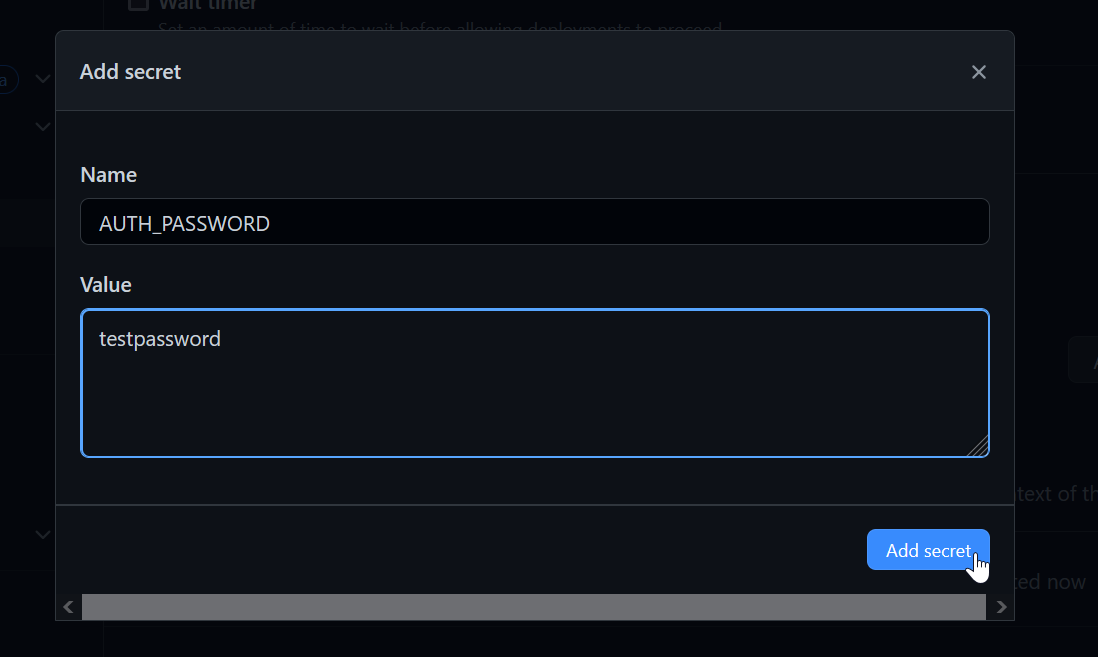 Wait timer
Set an amount of time to wait before allowing deployments to proceed
Add secret
Name
AUTH_PASSWORD
Value
testpassword
text of th
Add secret
ted now